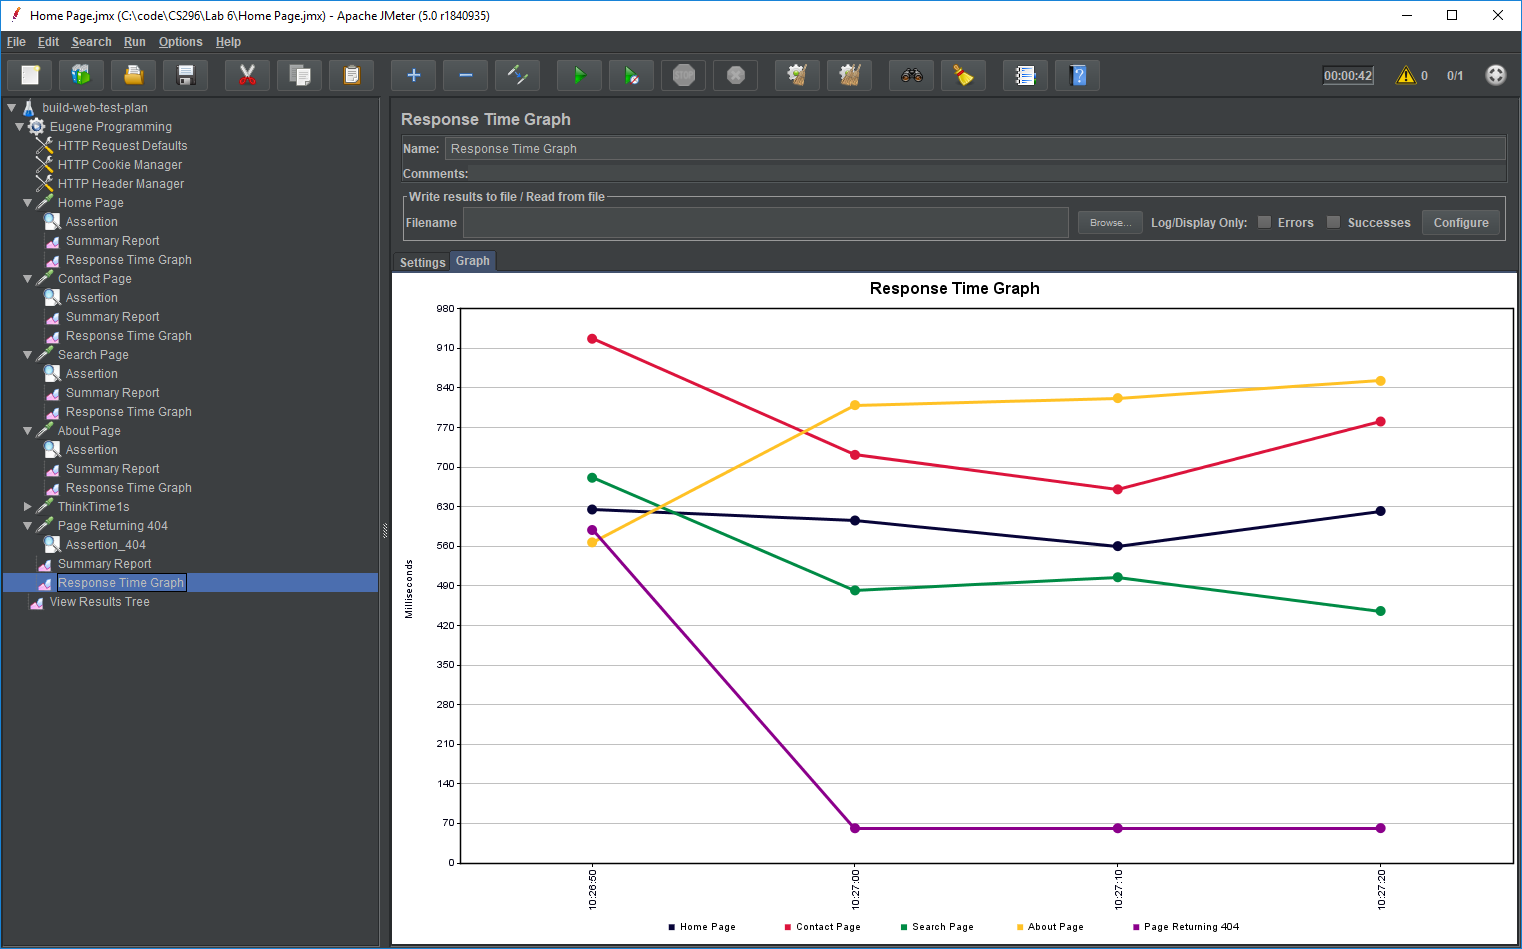 Home Page.jmx (C:\code\CS296\Lab 6\Home Page.jmx) - Apache JMeter (5.0 r1840935)
File Edit Search Run Options Help
STOP
00:00:42 0 0/1
build-web-test-plan
Eugene Programming
HTTP Request Defaults
HTTP Cookie Manager
HTTP Header Manager
Home Page
Assertion
Summary Report
Response Time Graph
Contact Page
Assertion
Summary Report
Response Time Graph
Search Page
Assertion
Summary Report
Response Time Graph
About Page
Assertion
Summary Report
Response Time Graph
ThinkTime1s
Page Returning 404
Assertion_404
Summary Report
Response Time Graph
View Results Tree
Response Time Graph
Name: Response Time Graph
Comments:
Write results to file / Read from file
Filename Browse... Log/Display Only: Errors Successes Configure
Settings Graph
Response Time Graph
980
910
840
770
700
630
560
490
420
350
280
210
140
70
0
Milliseconds
10:26:50 10:27:00 10:27:10 10:27:20
Home Page Contact Page Search Page About Page Page Returning 404